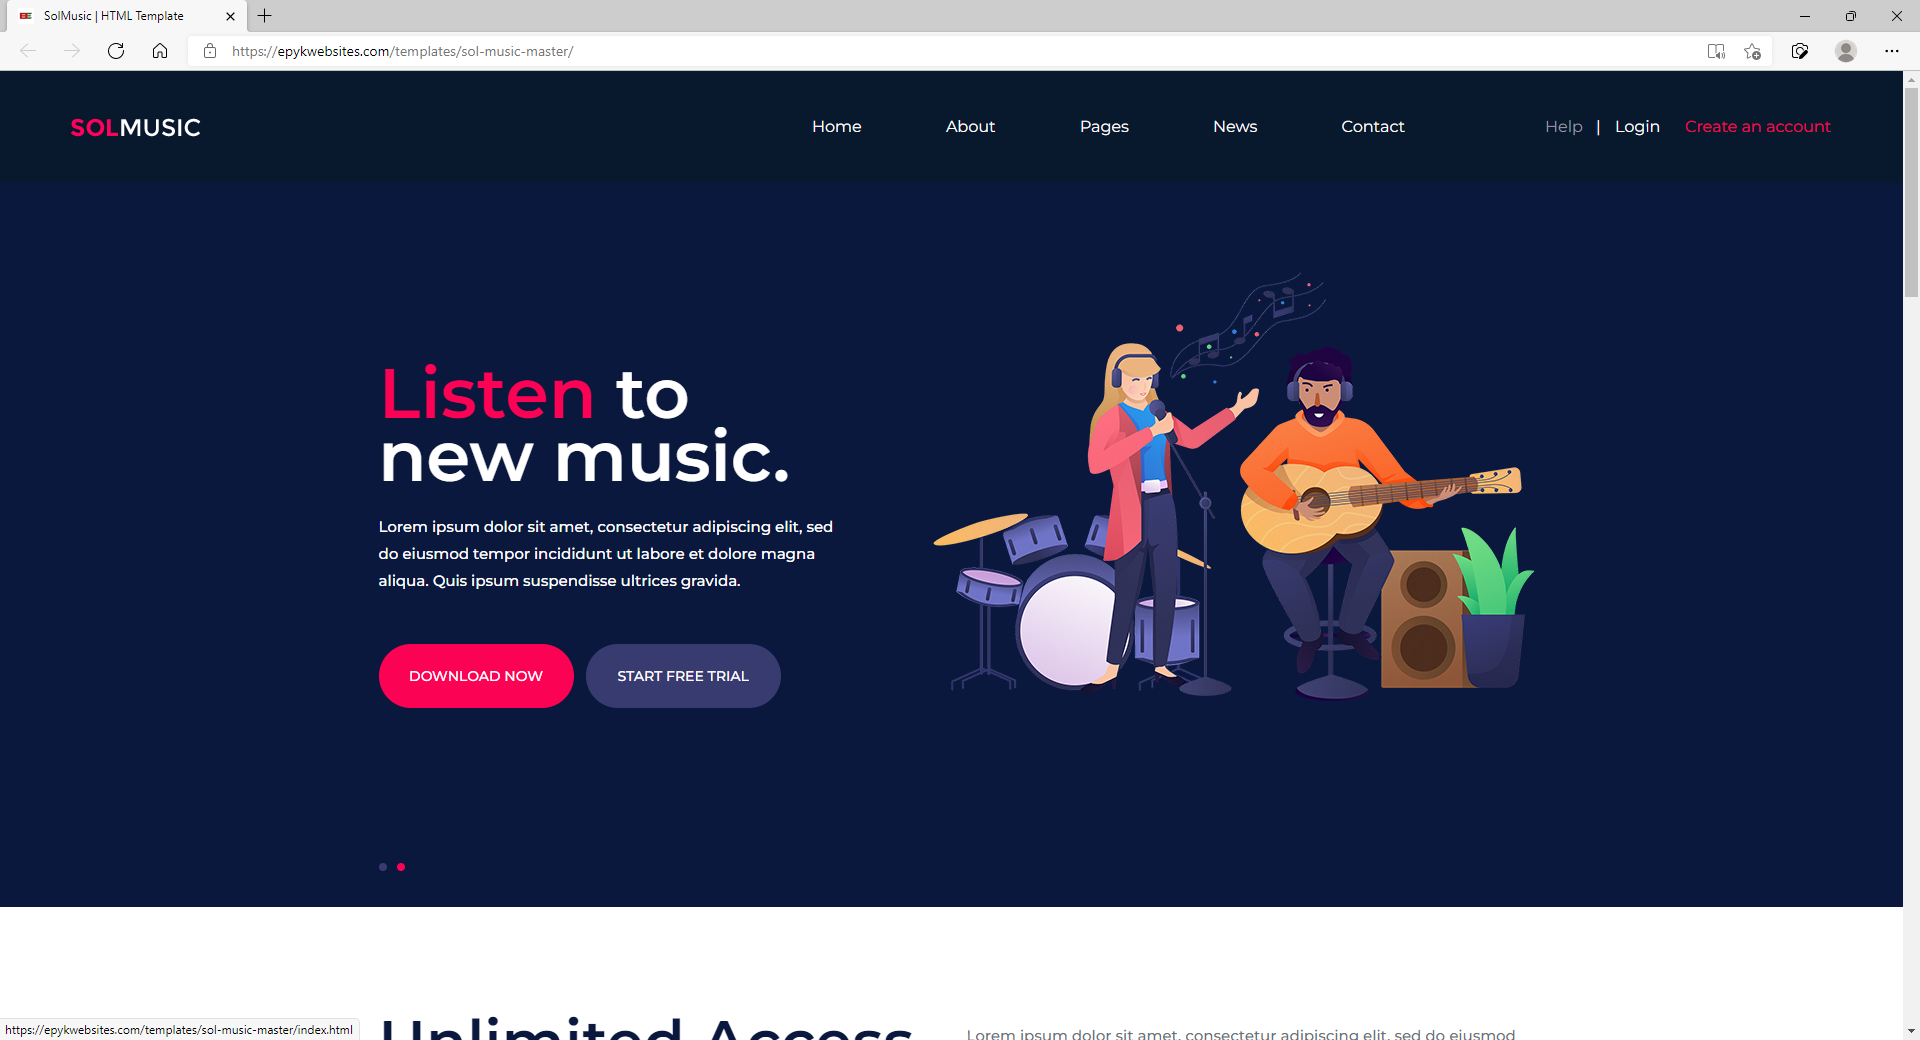 SolMusic | HTML Template
https://epykwebsites.com/templates/sol-music-master/
SOLMUSIC
Home
About
Pages
News
Contact
Help | Login
Create an account
Listen to
new music.
Lorem ipsum dolor sit amet, consectetur adipiscing elit, sed
do eiusmod tempor incididunt ut labore et dolore magna
aliqua. Quis ipsum suspendisse ultrices gravida.
DOWNLOAD NOW
START FREE TRIAL
Unlimited Access
Lorem ipsum dolor sit amet, consectetur adipiscing elit, sed do eiusmod
https://epykwebsites.com/templates/sol-music-master/index.html